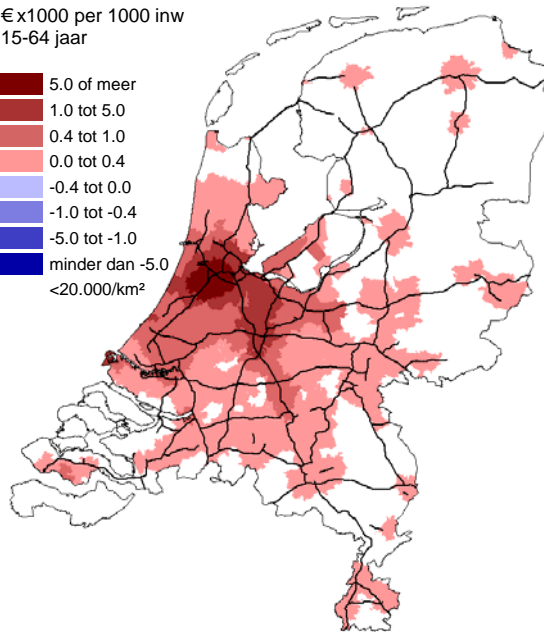 € x1000 per 1000 inw
15-64 jaar
5.0 of meer
1.0 tot 5.0
0.4 tot 1.0
0.0 tot 0.4
-0.4 tot 0.0
-1.0 tot -0.4
-5.0 tot -1.0
minder dan -5.0
<20.000/km²